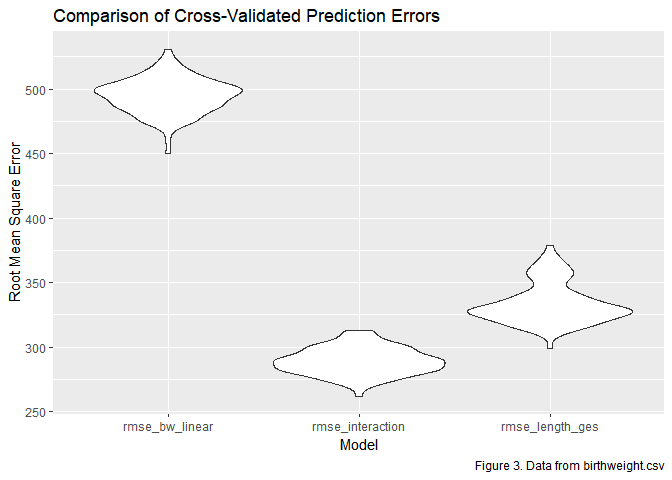 Comparison of Cross-Validated Prediction Errors
Root Mean Square Error
500
450
400
350
300
250
rmse_bw_linear
rmse_interaction
rmse_length_ges
Model
Figure 3. Data from birthweight.csv